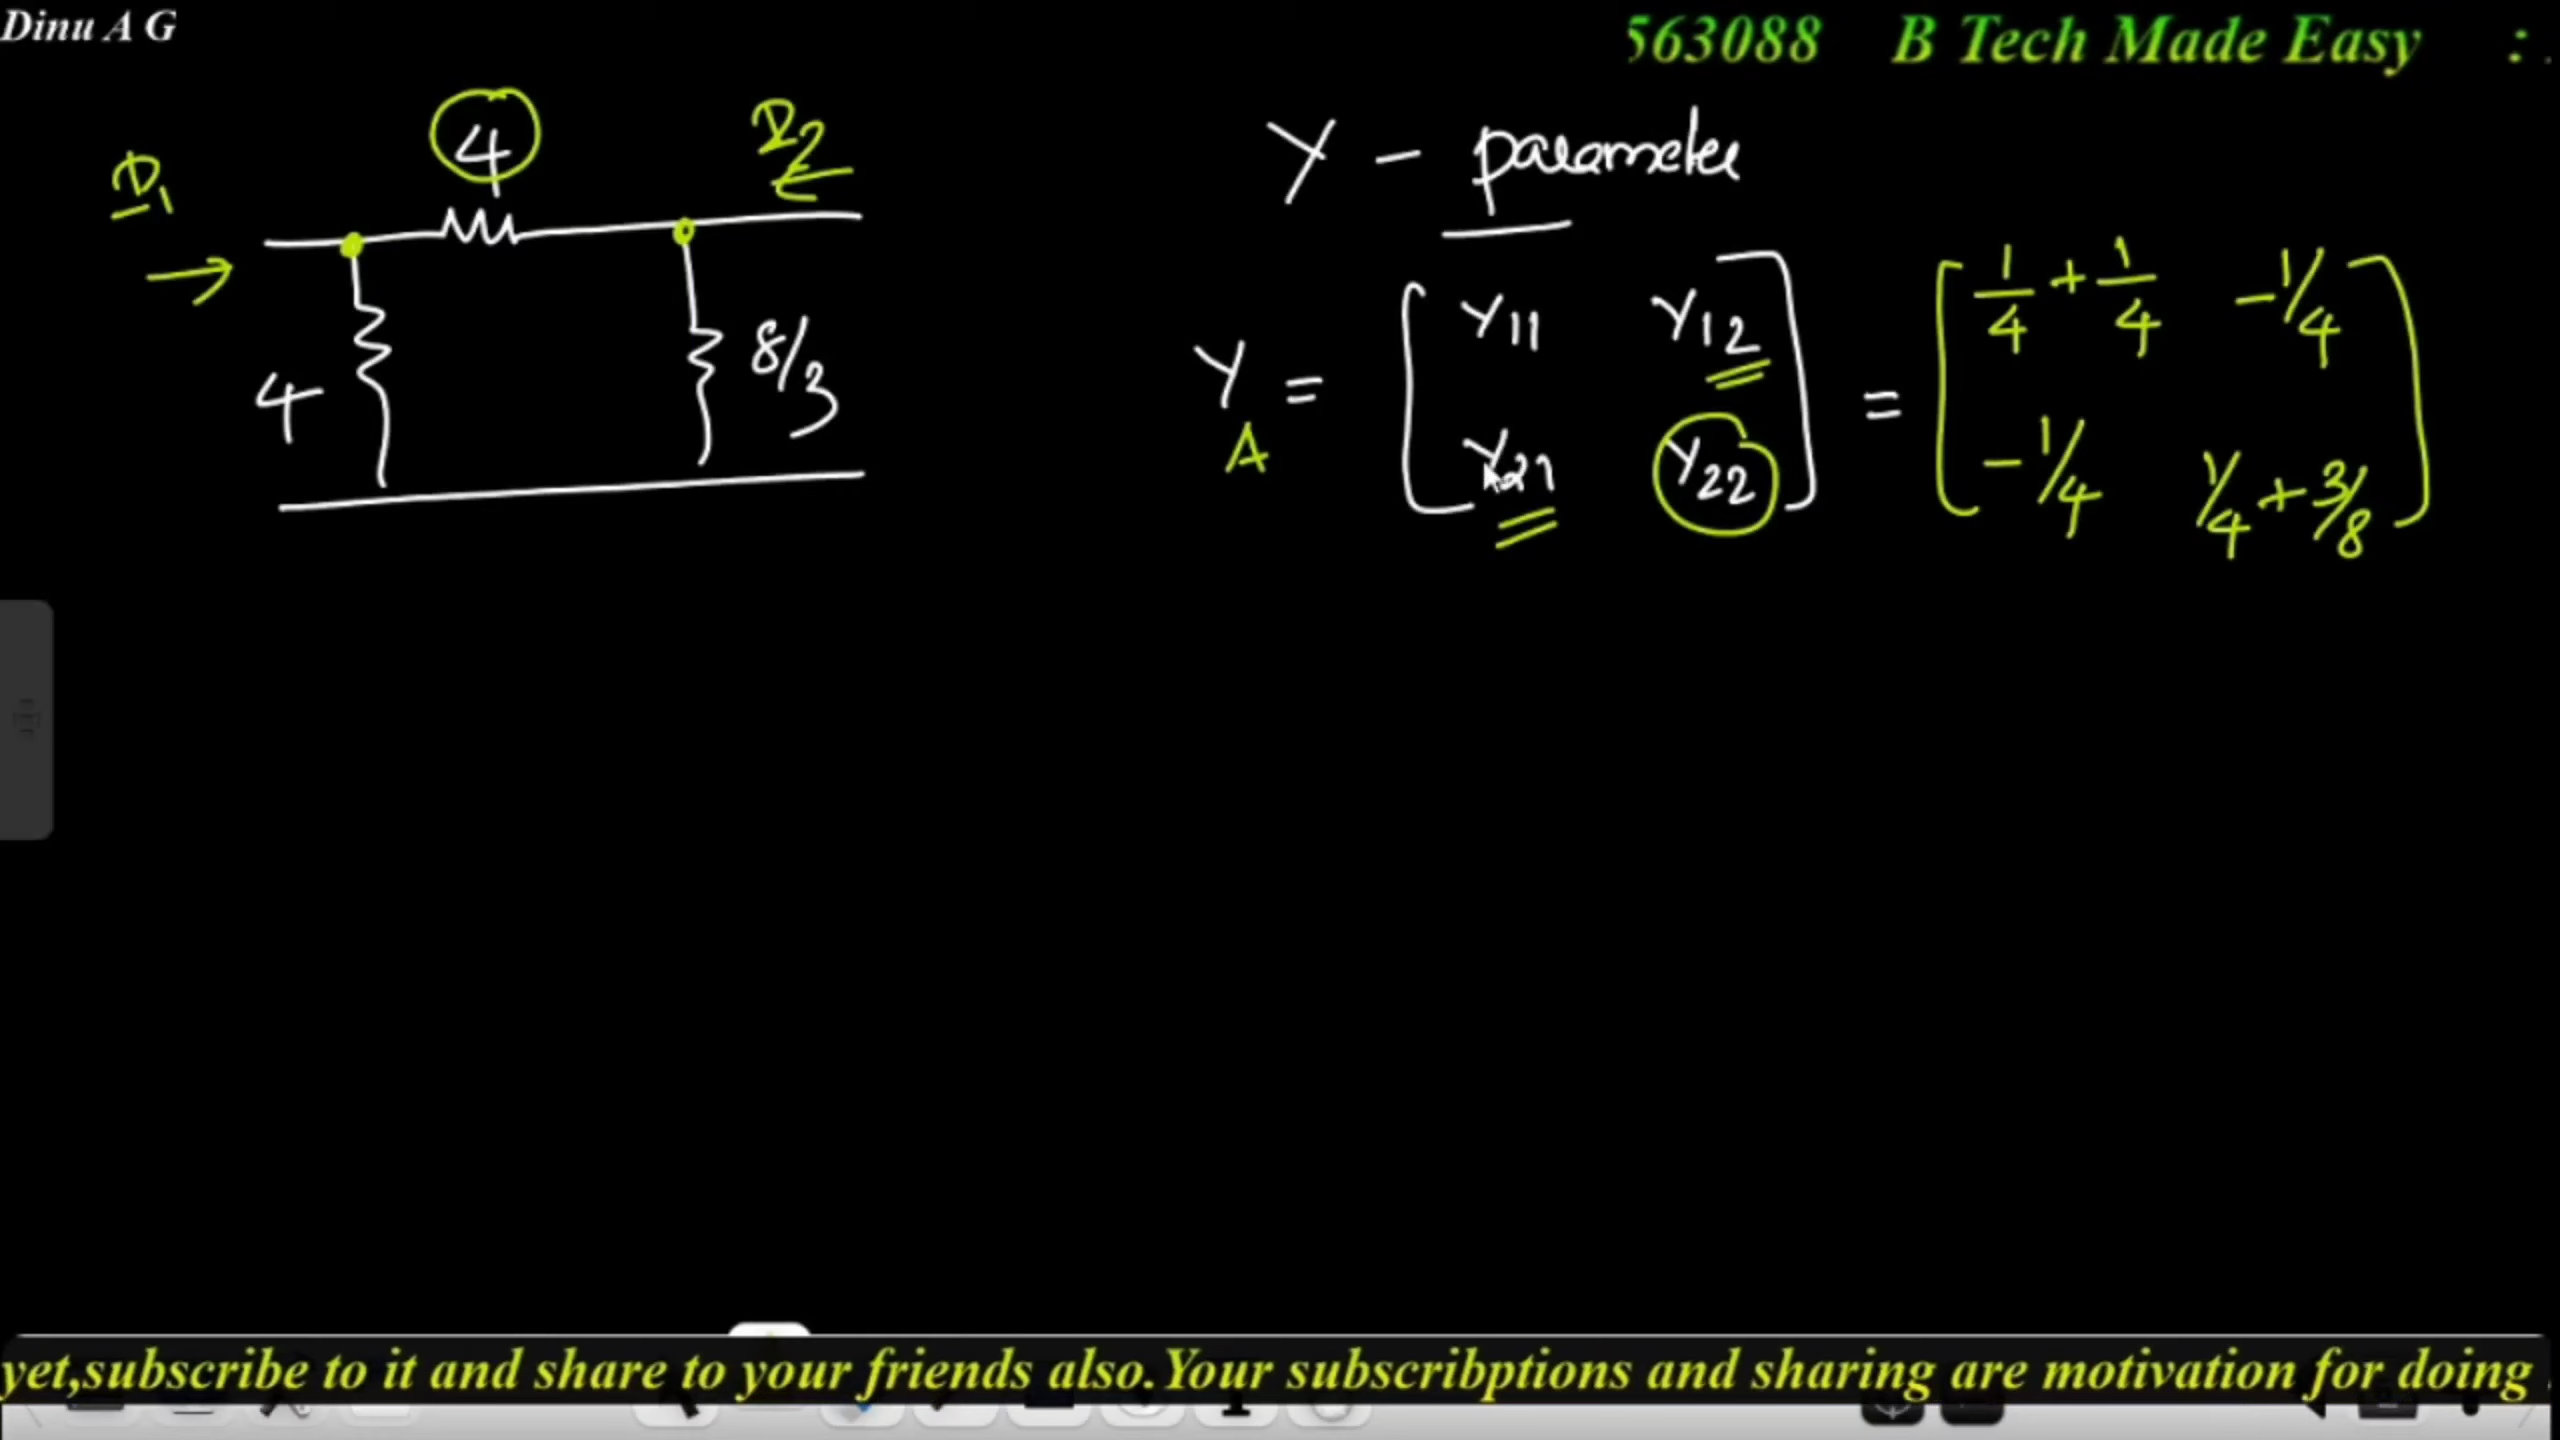 Dinu A G
563088 B Tech Made Easy :
4
I1
I2
4
8/3
Y - parameter
Y = [ Y11 Y12 ] = [ 1/4 + 1/4 -1/4 ]
A [ Y21 Y22 ] [ -1/4 1/4 + 3/8 ]
yet,subscribe to it and share to your friends also.Your subscribptions and sharing are motivation for doing